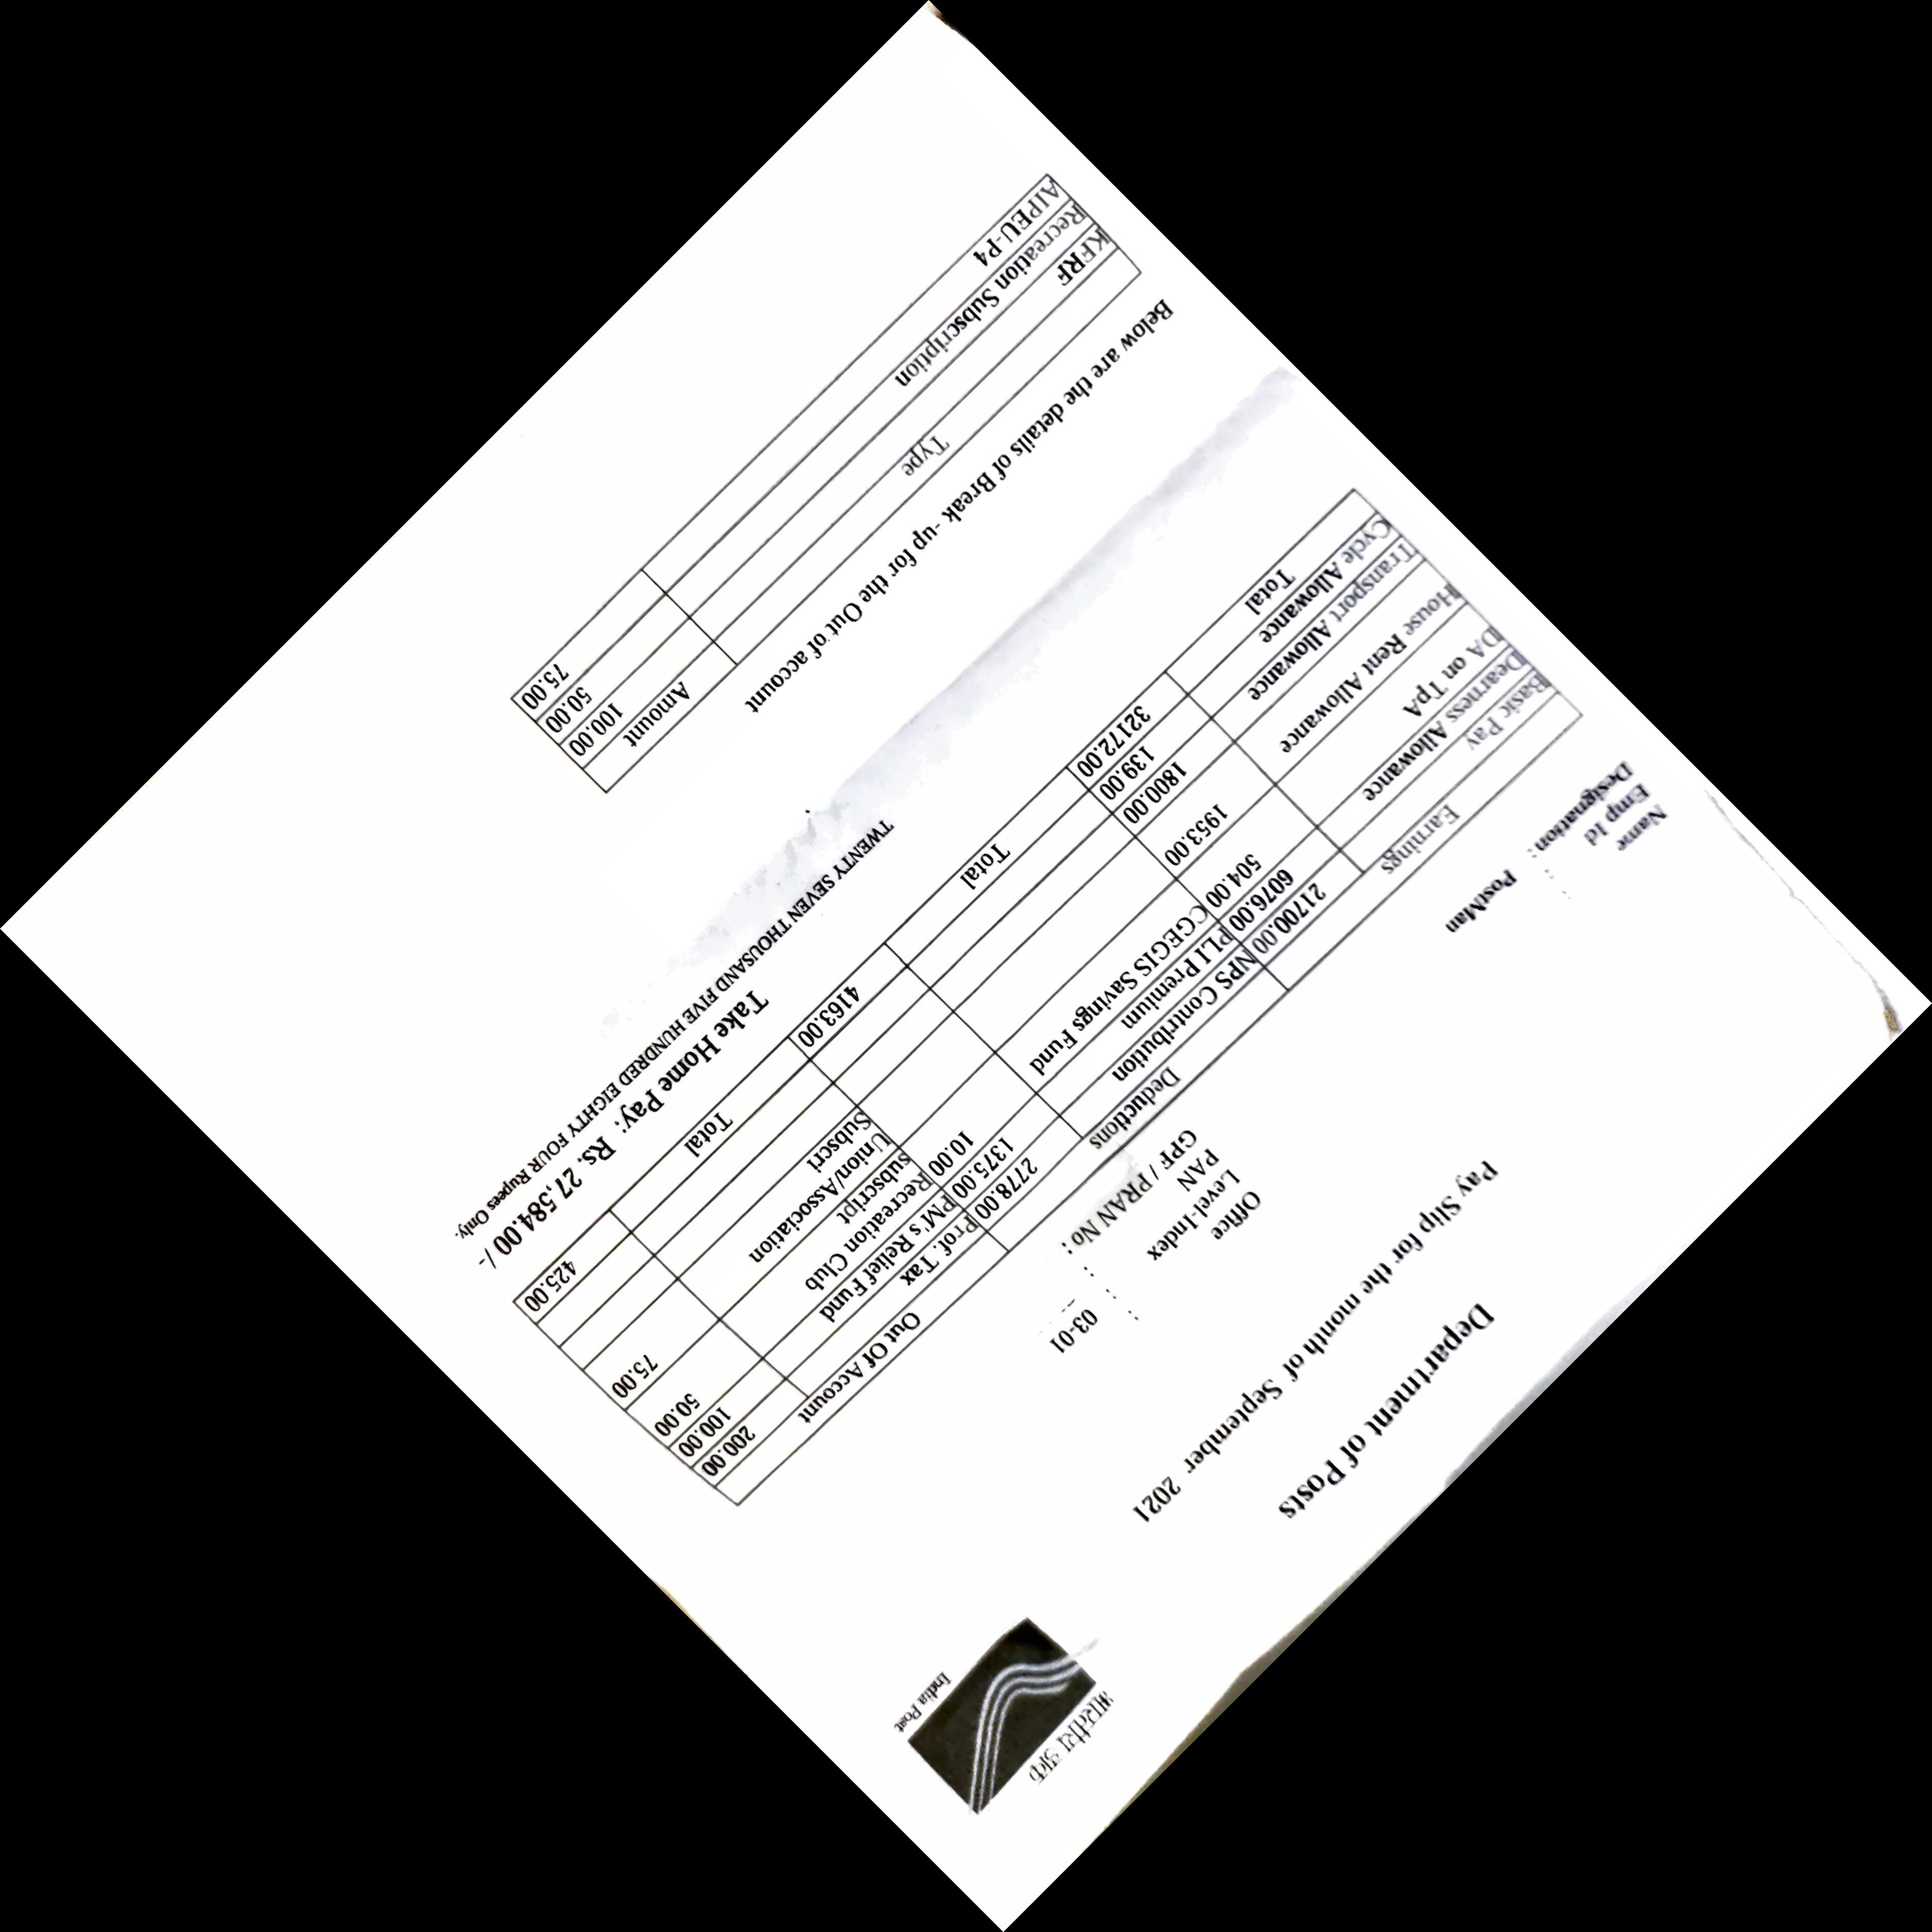 भारतीय डाक
India Post
Department of Posts
Pay Slip for the month of September 2021
Name :
Emp Id :
Designation : PostMan
Office :
Level-Index : 03-01
PAN :
GPF / PRAN No :
Earnings Deductions Out Of Account
Basic Pay 21700.00 NPS Contribution 2778.00 Prof. Tax 200.00
Dearness Allowance 6076.00 PLI I Premium 1375.00 PM's Relief Fund 100.00
DA on TpA 504.00 CGEGIS Savings Fund 10.00 Recreation Club subscript 50.00
House Rent Allowance 1953.00 Union/Association Subscri 75.00
Transport Allowance 1800.00
Cycle Allowance 139.00
Total 32172.00 Total 4163.00 Total 425.00
Take Home Pay: Rs. 27,584.00 /-
TWENTY SEVEN THOUSAND FIVE HUNDRED EIGHTY FOUR Rupees Only.
Below are the details of Break -up for the Out of account
Type Amount
KFRF 100.00
Recreation Subscription 50.00
AIPEU-P4 75.00